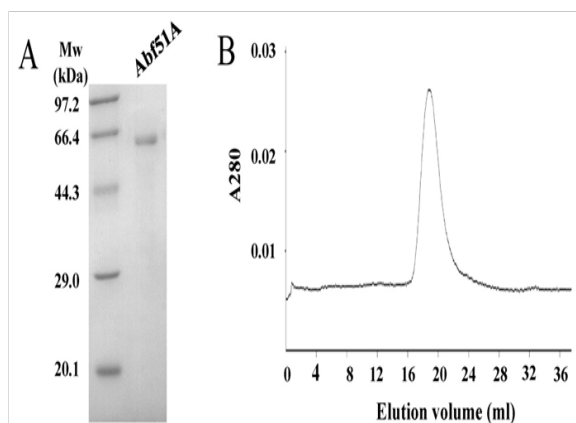 A
Mw
(kDa)
Abf51A
97.2
66.4
44.3
29.0
20.1
B
0.03
0.02
0.01
A280
0 4 8 12 16 20 24 28 32 36
Elution volume (ml)